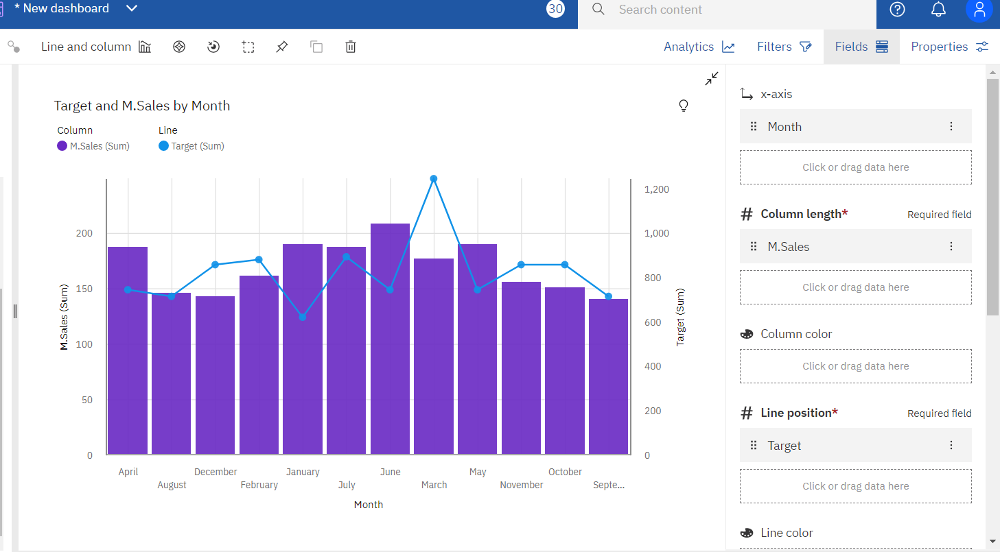 * New dashboard
30
Search content
Line and column
Analytics
Filters
Fields
Properties
Target and M.Sales by Month
Column
Line
M.Sales (Sum)
Target (Sum)
M.Sales (Sum)
200
150
100
50
0
1,200
1,000
800
600
400
200
0
Target (Sum)
April
August
December
February
January
July
June
March
May
November
October
Septe...
Month
x-axis
Month
Click or drag data here
# Column length* Required field
M.Sales
Click or drag data here
Column color
Click or drag data here
# Line position* Required field
Target
Click or drag data here
Line color